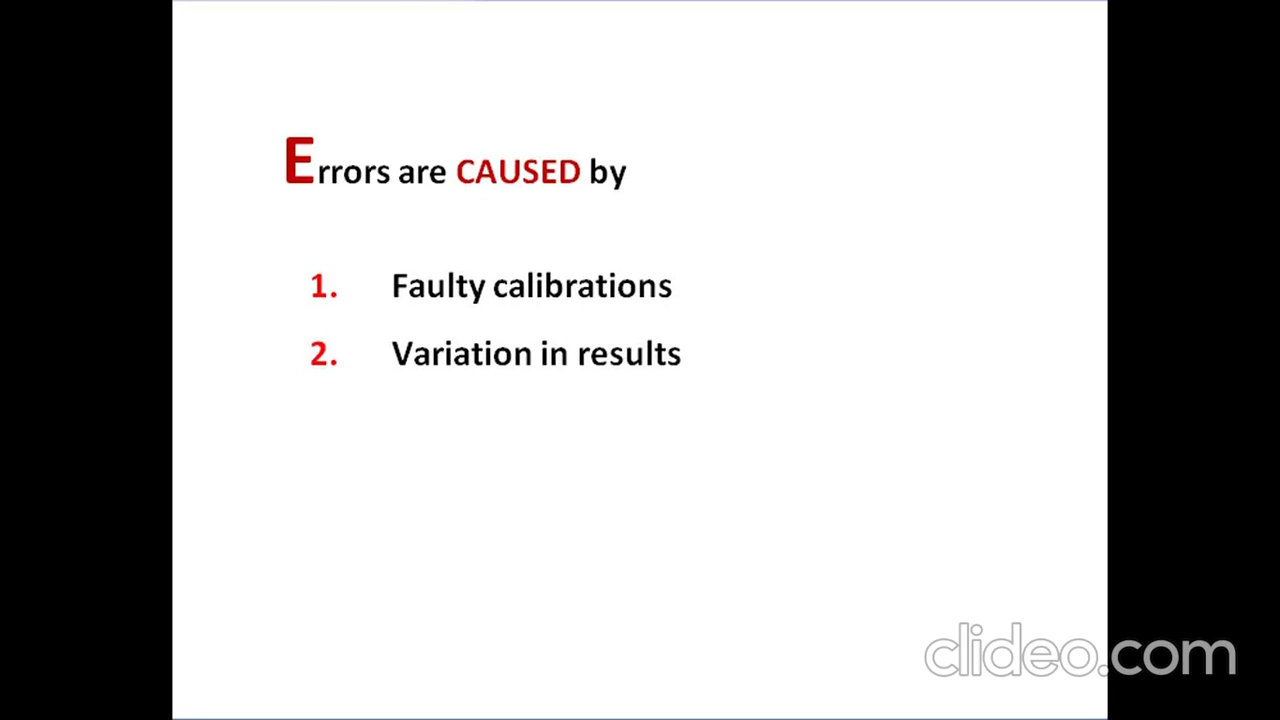 Errors are CAUSED by
1. Faulty calibrations
2. Variation in results
clideo.com